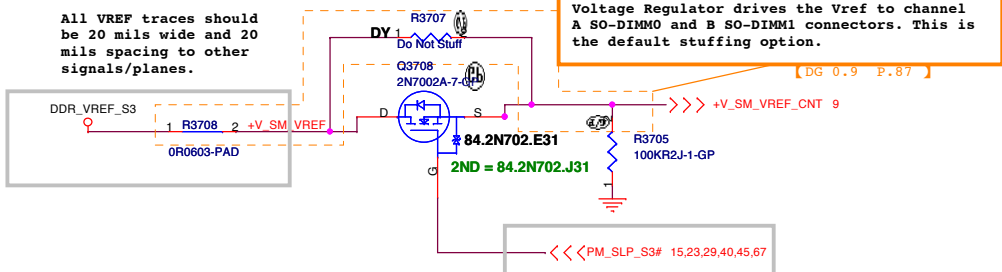 All VREF traces should
be 20 mils wide and 20
mils spacing to other
signals/planes.
Voltage Regulator drives the Vref to channel
A SO-DIMM0 and B SO-DIMM1 connectors. This is
the default stuffing option.
【 DG 0.9 P.87 】
R3707
DY 1
Do Not Stuff
Q3708
2N7002A-7-GP
DDR_VREF_S3
1 R3708 2 +V_SM_VREF
0R0603-PAD
D S
G
84.2N702.E31
2ND = 84.2N702.J31
+V_SM_VREF_CNT 9
R3705
100KR2J-1-GP
1
PM_SLP_S3# 15,23,29,40,45,67